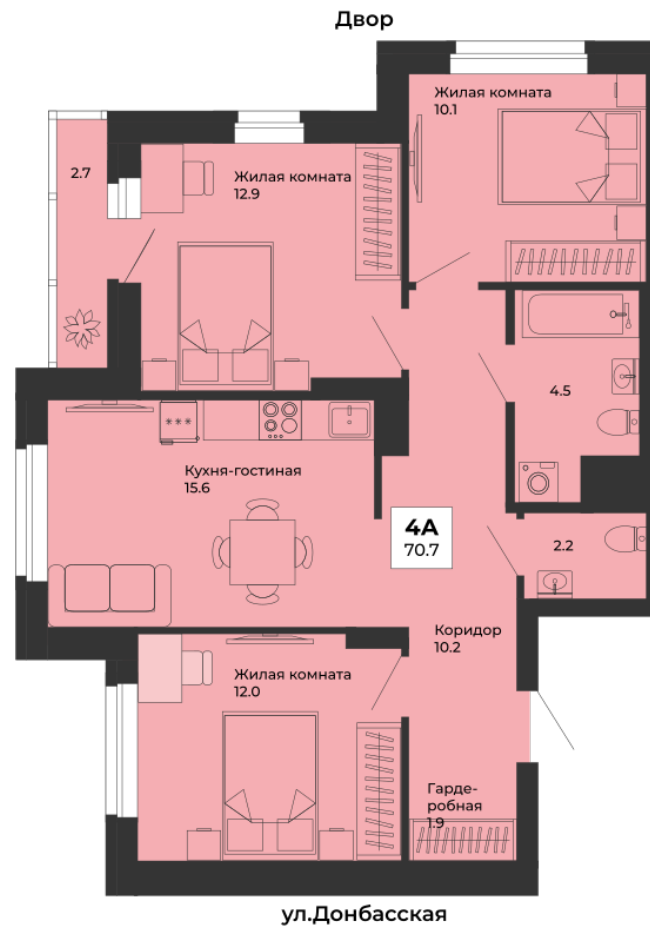 Двор
Жилая комната
10.1
2.7
Жилая комната
12.9
4.5
Кухня-гостиная
15.6
4А
70.7
2.2
Коридор
10.2
Жилая комната
12.0
Гарде-
робная
1.9
ул.Донбасская